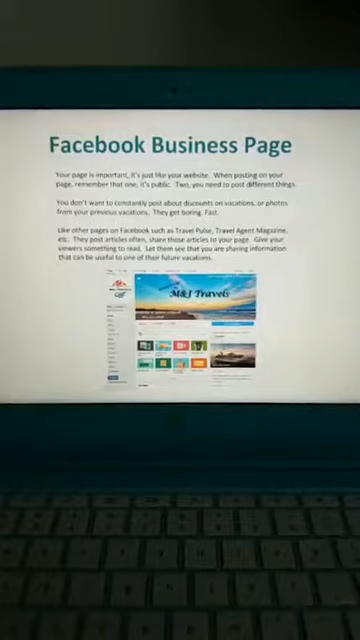 Facebook Business Page
Your page is important, it's just like your website. When posting on your
page, remember that one, it's public. Two, you need to post different things.
You don't want to constantly post about discounts on vacations, or photos
from your previous vacations. They get boring. Fast.
Like other pages on Facebook such as Travel Pulse, Travel Agent Magazine,
etc. They post articles often, share those articles to your page. Give your
viewers something to read. Let them see that you are sharing information
that can be useful to one of their future vacations.
M&J Travels